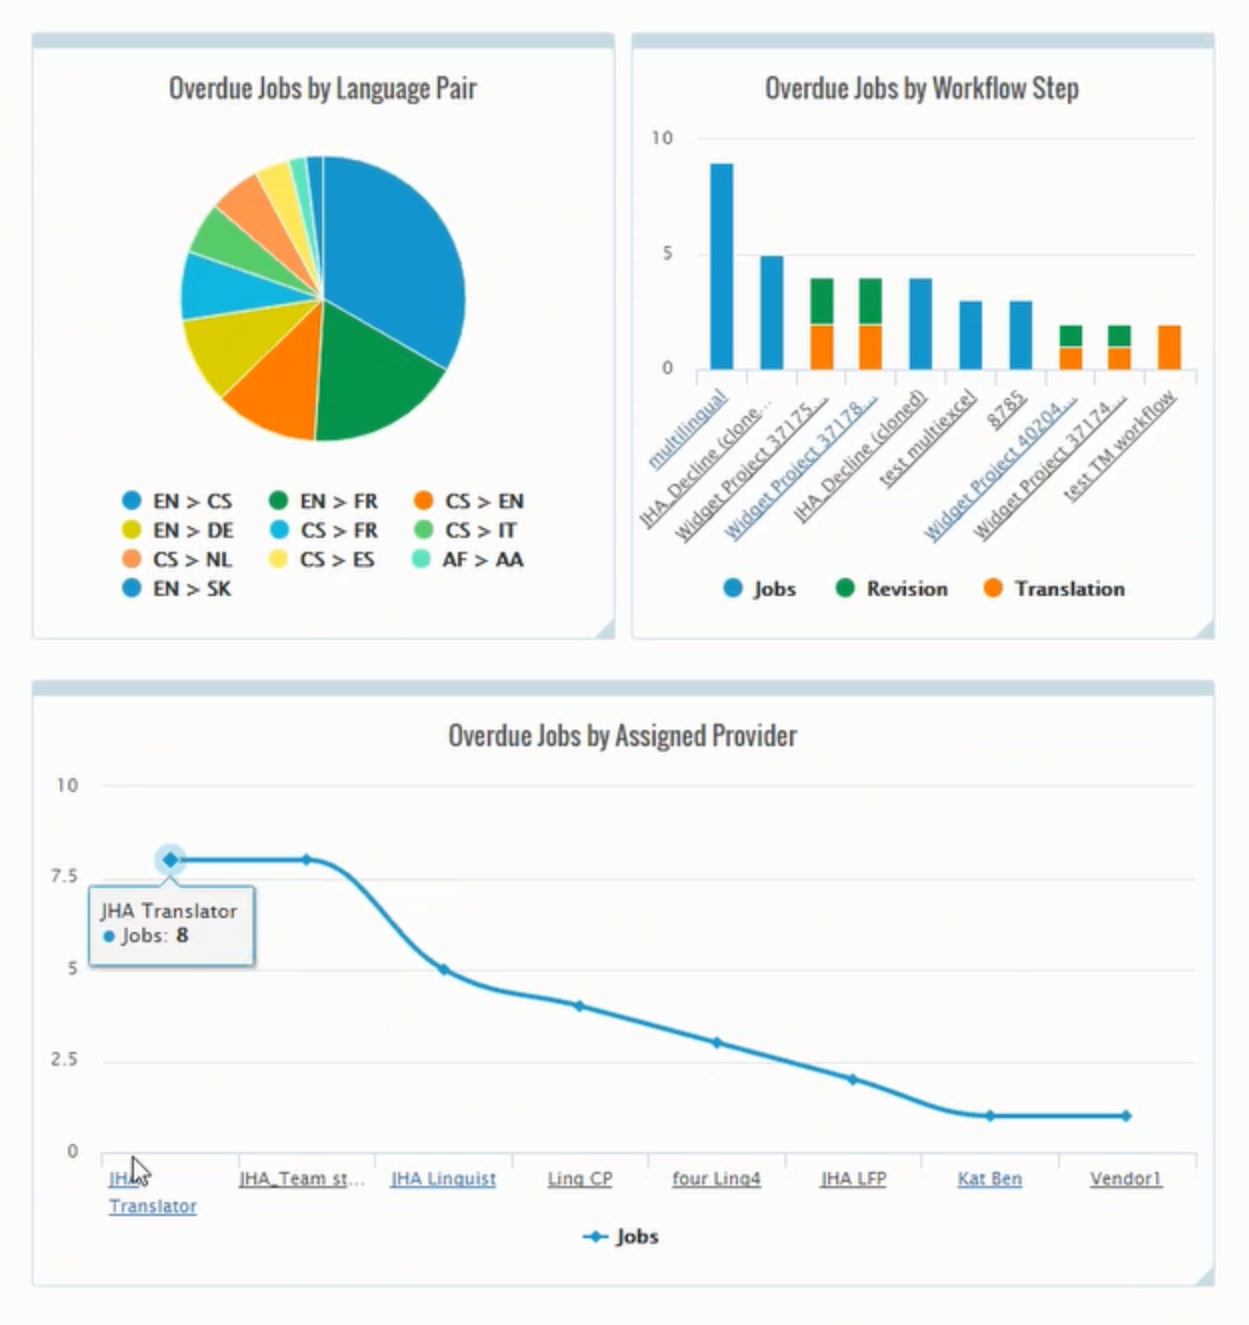 Overdue Jobs by Language Pair
EN > CS EN > FR CS > EN
EN > DE CS > FR CS > IT
CS > NL CS > ES AF > AA
EN > SK
Overdue Jobs by Workflow Step
10
5
0
multilingual
JHA_Decline (clone...
Widget Project 37175...
Widget Project 37178...
JHA_Decline (cloned)
test multiexcel
8785
Widget Project 40204...
Widget Project 37174...
test TM workflow
Jobs Revision Translation
Overdue Jobs by Assigned Provider
10
7.5
5
2.5
0
JHA Translator
Jobs: 8
JHA JHA_Team st... JHA Linguist Ling CP four Ling4 JHA LFP Kat Ben Vendor1
Translator
Jobs